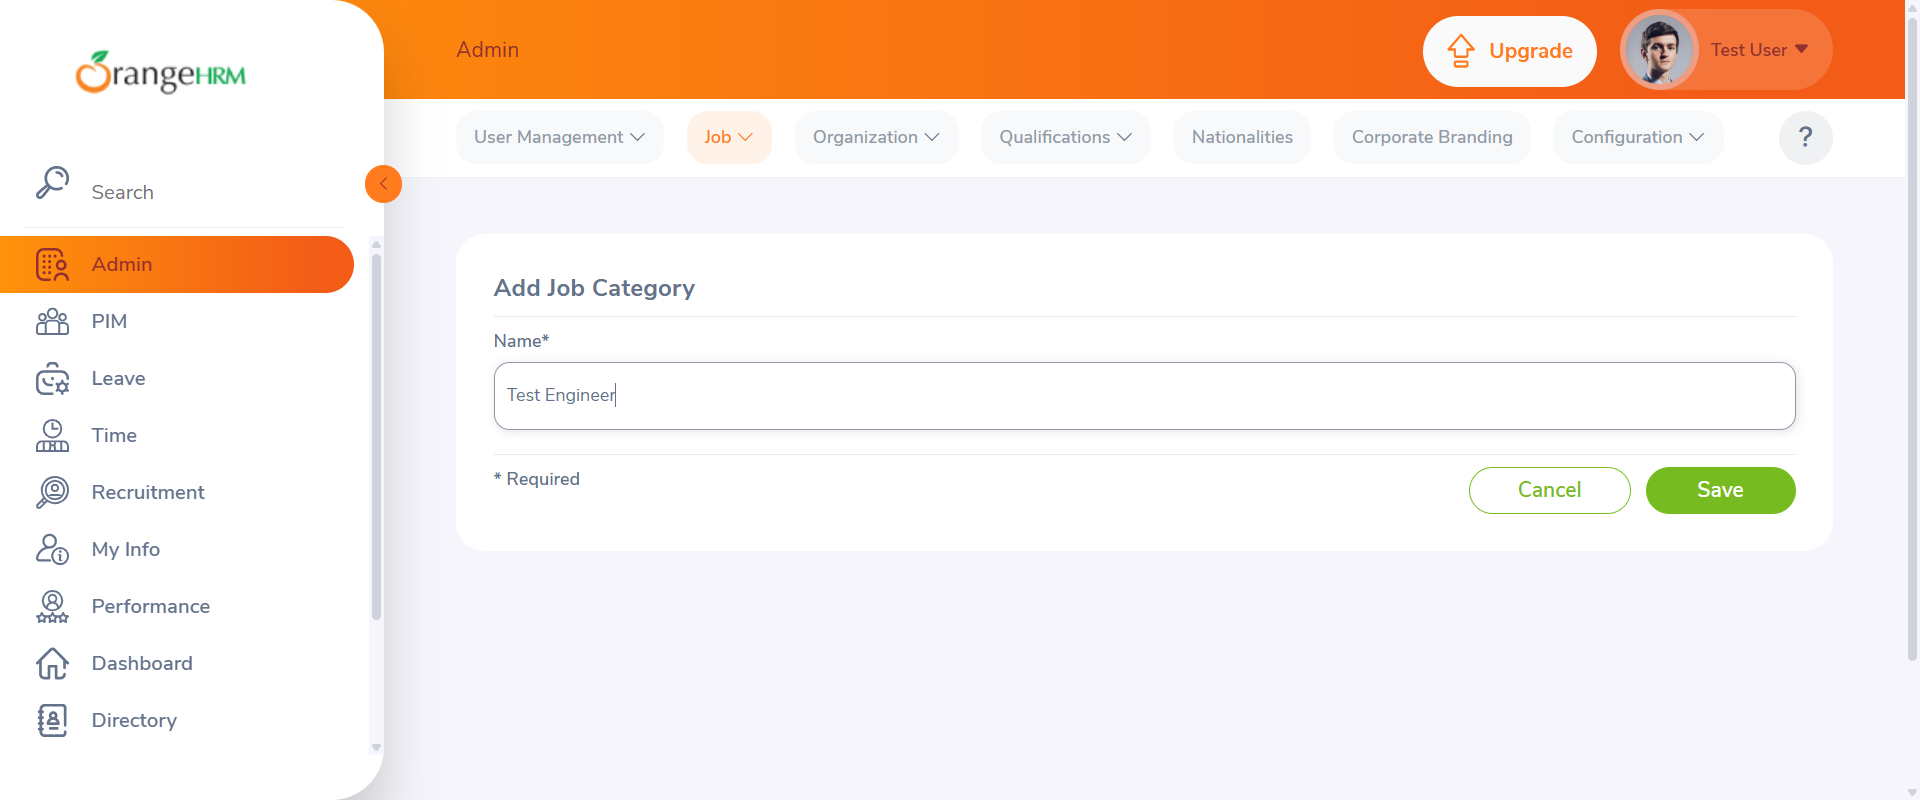 OrangeHRM
Search
Admin
PIM
Leave
Time
Recruitment
My Info
Performance
Dashboard
Directory
Admin
Upgrade
Test User
User Management
Job
Organization
Qualifications
Nationalities
Corporate Branding
Configuration
?
Add Job Category
Name*
Test Engineer
* Required
Cancel
Save